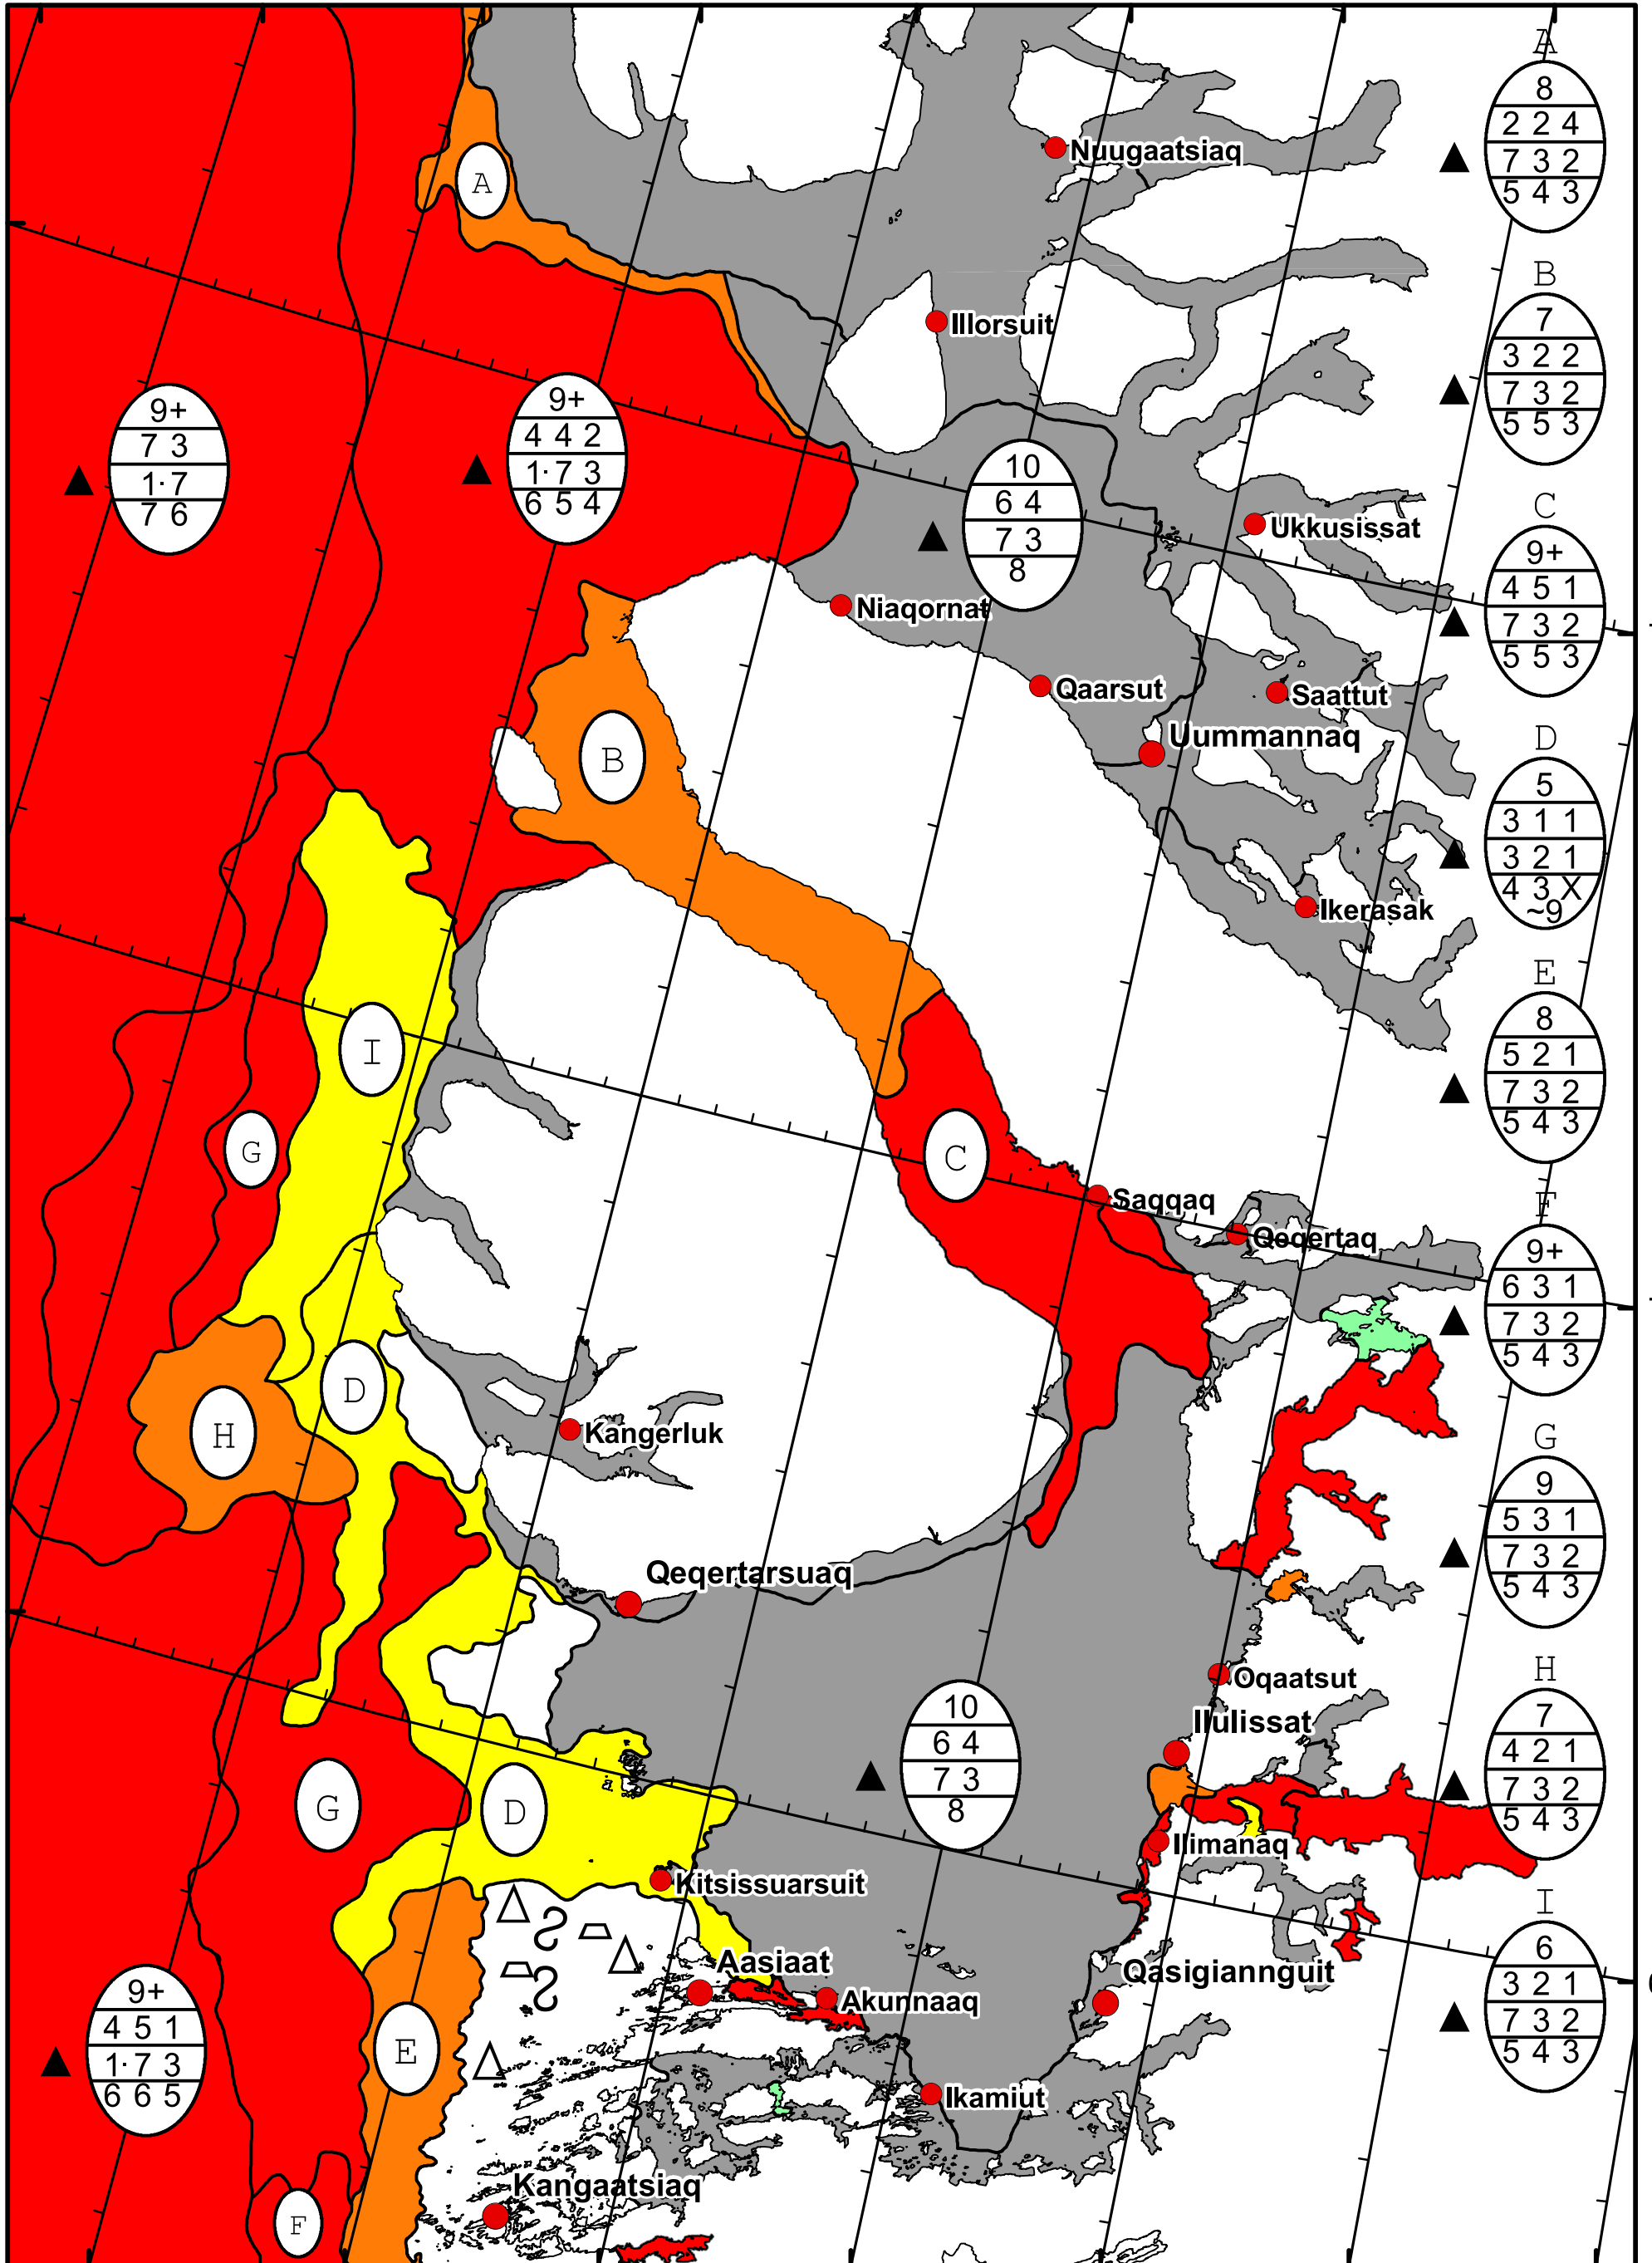 A
8
2 2 4
7 3 2
5 4 3
Nuugaatsiaq
A
B
7
3 2 2
7 3 2
5 5 3
Illorsuit
9+
7 3
1· 7
7 6
9+
4 4 2
1· 7 3
6 5 4
10
6 4
7 3
8
Ukkusissat
C
9+
4 5 1
7 3 2
5 5 3
Niaqornat
Qaarsut
Saattut
Uummannaq
B
D
5
3 1 1
3 2 1
4 3 X
~9
Ikerasak
E
8
5 2 1
7 3 2
5 4 3
I
G
C
Saqqaq
Qeqertaq
F
9+
6 3 1
7 3 2
5 4 3
D
H
Kangerluk
G
9
5 3 1
7 3 2
5 4 3
Qeqertarsuaq
Oqaatsut
Ilulissat
H
7
4 2 1
7 3 2
5 4 3
10
6 4
7 3
8
G
D
Ilimanaq
Kitsissuarsuit
I
6
3 2 1
7 3 2
5 4 3
Aasiaat
Qasigiannguit
Akunnaaq
9+
4 5 1
1· 7 3
6 6 5
E
Ikamiut
Kangaatsiaq
F